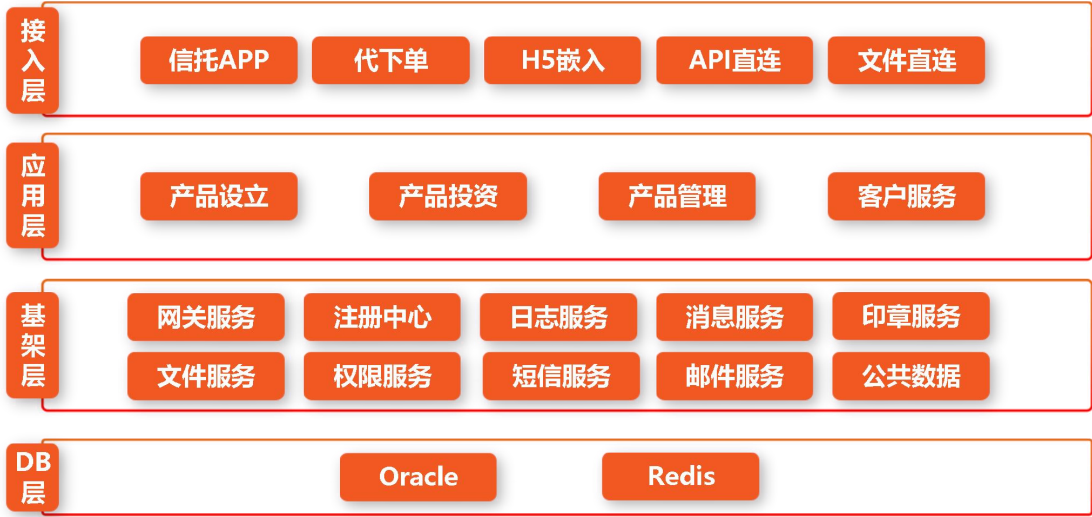 接入层
信托APP 代下单 H5嵌入 API直连 文件直连
应用层
产品设立 产品投资 产品管理 客户服务
基架层
网关服务 注册中心 日志服务 消息服务 印章服务
文件服务 权限服务 短信服务 邮件服务 公共数据
DB层
Oracle Redis